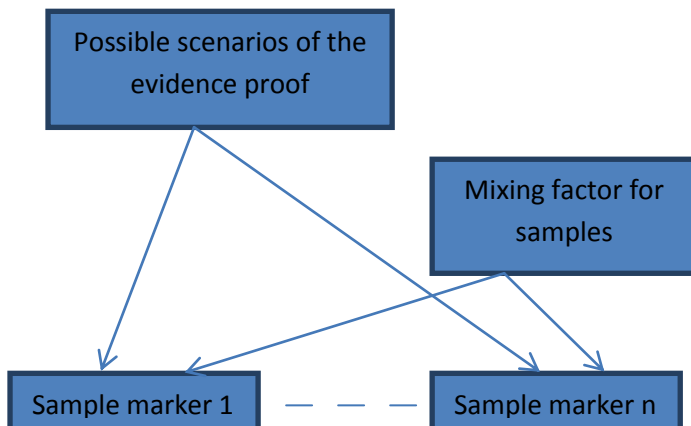 Possible scenarios of the
evidence proof
Mixing factor for
samples
Sample marker 1
Sample marker n